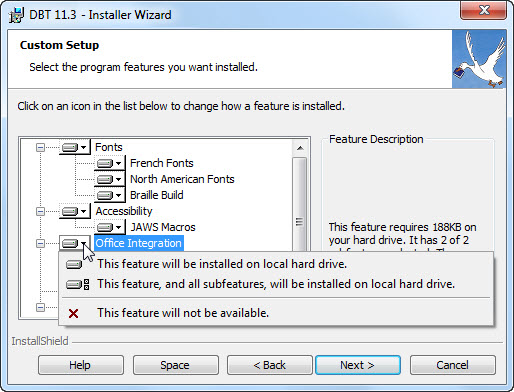 DBT 11.3 - Installer Wizard
Custom Setup
Select the program features you want installed.
Click on an icon in the list below to change how a feature is installed.
Fonts
French Fonts
North American Fonts
Braille Build
Accessibility
JAWS Macros
Office Integration
Feature Description
This feature requires 188KB on
your hard drive. It has 2 of 2
This feature will be installed on local hard drive.
This feature, and all subfeatures, will be installed on local hard drive.
This feature will not be available.
InstallShield
Help
Space
< Back
Next >
Cancel